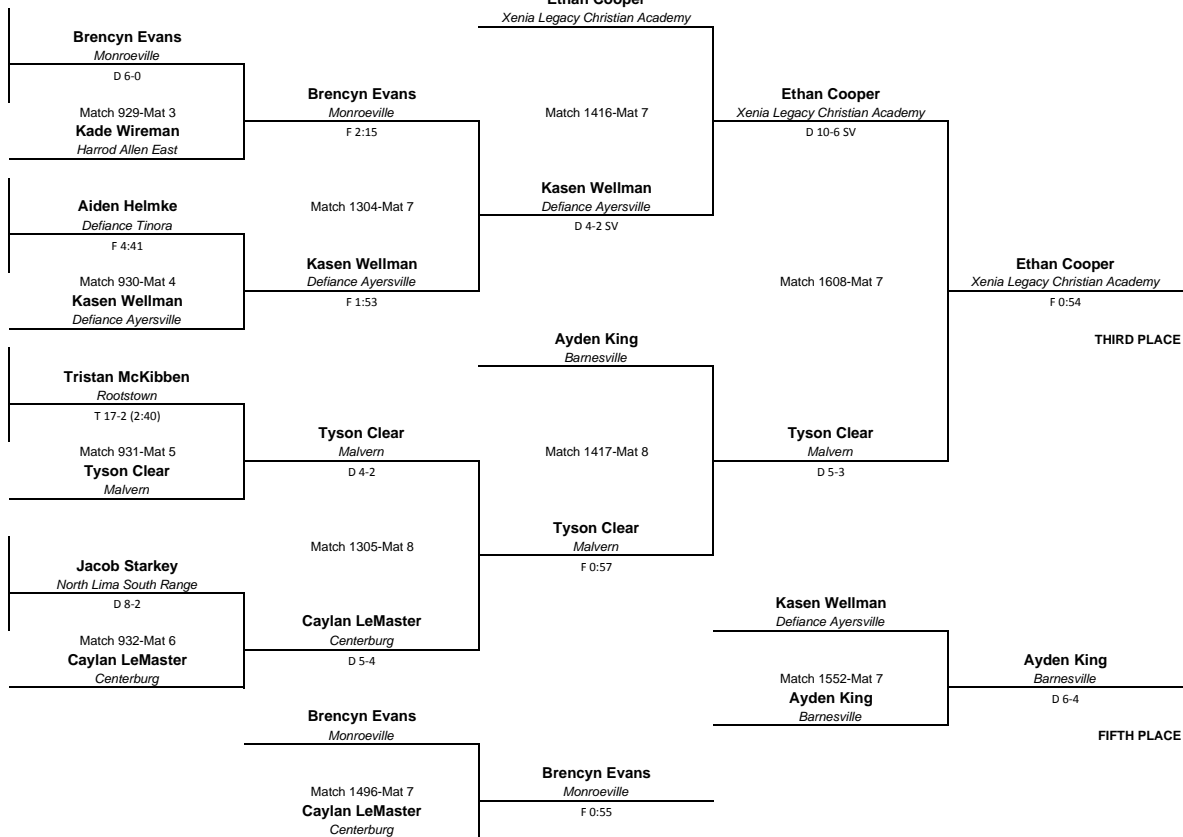 Ethan Cooper
Xenia Legacy Christian Academy
Brencyn Evans
Monroeville
D 6-0
Match 929-Mat 3
Kade Wireman
Harrod Allen East
Brencyn Evans
Monroeville
F 2:15
Match 1416-Mat 7
Ethan Cooper
Xenia Legacy Christian Academy
D 10-6 SV
Aiden Helmke
Defiance Tinora
F 4:41
Match 1304-Mat 7
Kasen Wellman
Defiance Ayersville
D 4-2 SV
Match 930-Mat 4
Kasen Wellman
Defiance Ayersville
Kasen Wellman
Defiance Ayersville
F 1:53
Match 1608-Mat 7
Ethan Cooper
Xenia Legacy Christian Academy
F 0:54
THIRD PLACE
Ayden King
Barnesville
Tristan McKibben
Rootstown
T 17-2 (2:40)
Match 931-Mat 5
Tyson Clear
Malvern
Tyson Clear
Malvern
D 4-2
Match 1417-Mat 8
Tyson Clear
Malvern
D 5-3
Match 1305-Mat 8
Tyson Clear
Malvern
F 0:57
Jacob Starkey
North Lima South Range
D 8-2
Match 932-Mat 6
Caylan LeMaster
Centerburg
Caylan LeMaster
Centerburg
D 5-4
Kasen Wellman
Defiance Ayersville
Match 1552-Mat 7
Ayden King
Barnesville
Ayden King
Barnesville
D 6-4
FIFTH PLACE
Brencyn Evans
Monroeville
Match 1496-Mat 7
Caylan LeMaster
Centerburg
Brencyn Evans
Monroeville
F 0:55